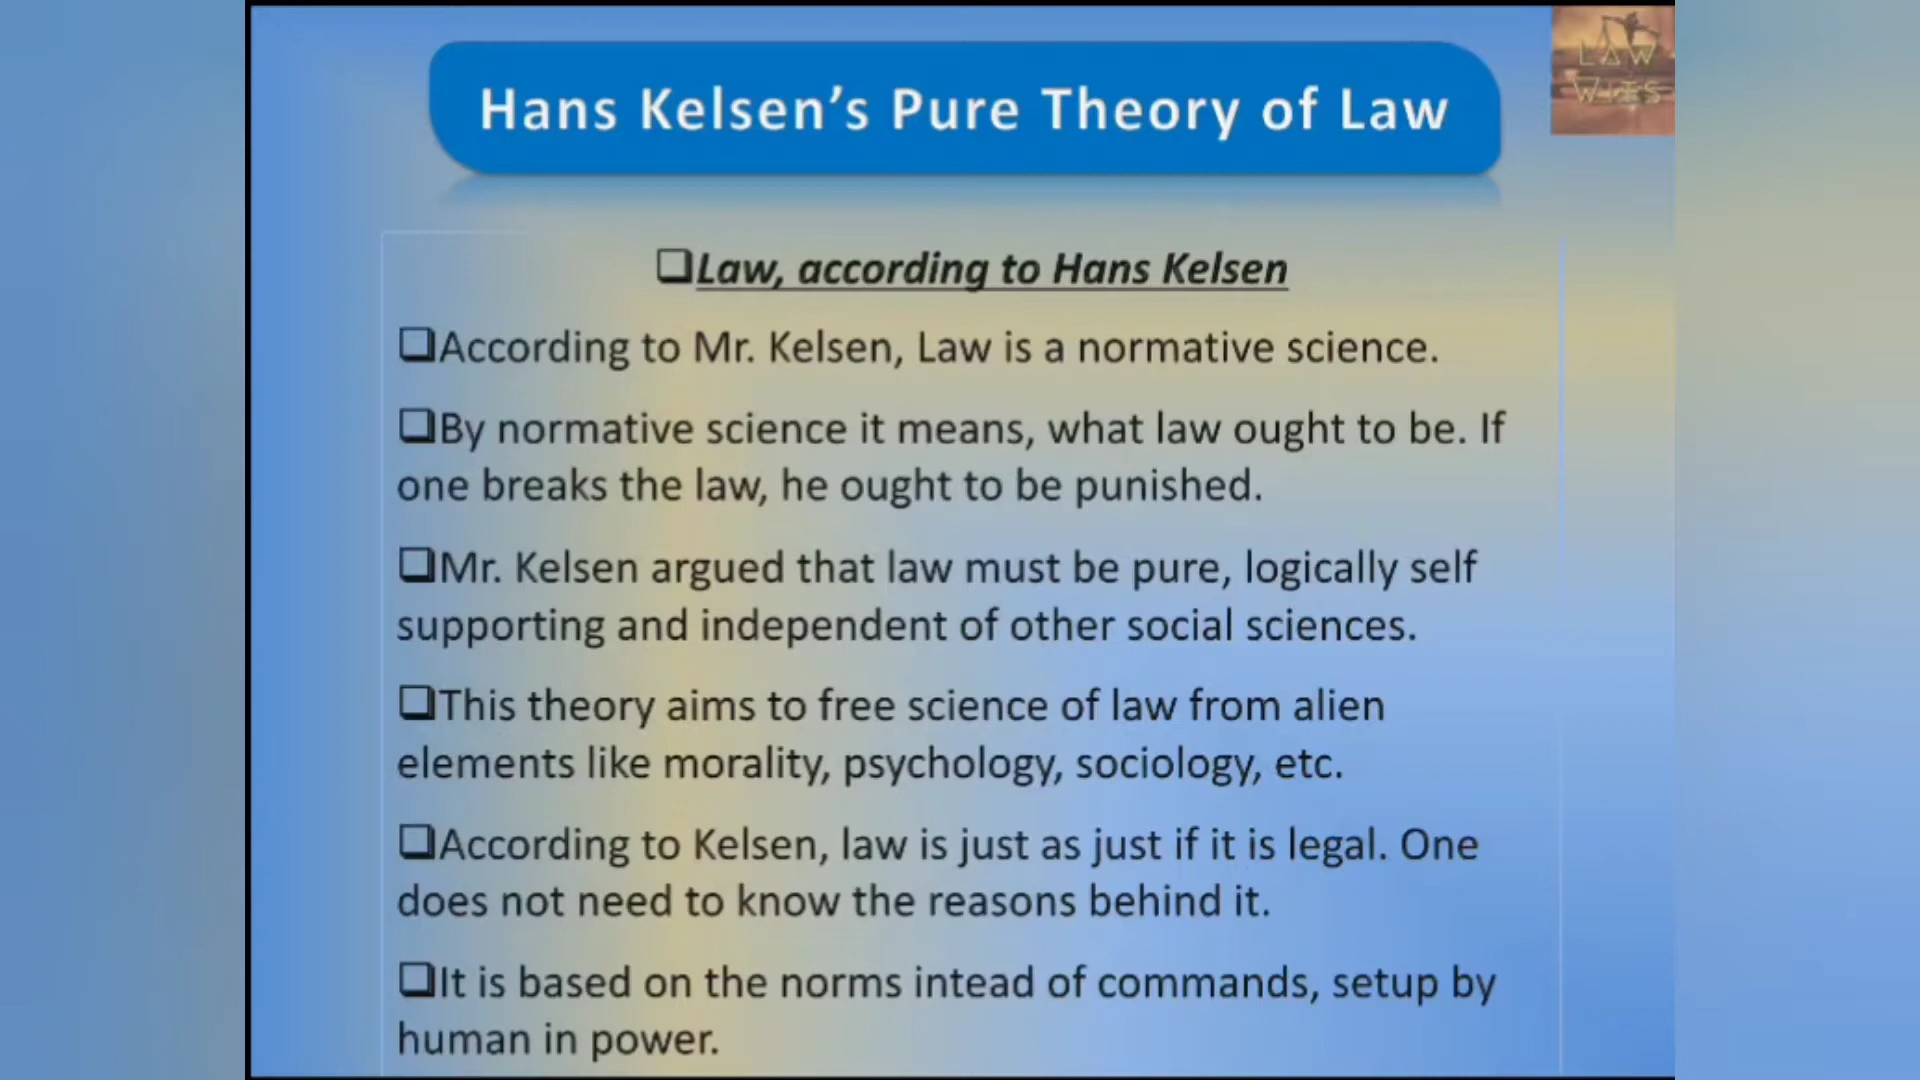 Hans Kelsen's Pure Theory of Law
LAW
WITS
❑Law, according to Hans Kelsen
❑According to Mr. Kelsen, Law is a normative science.
❑By normative science it means, what law ought to be. If
one breaks the law, he ought to be punished.
❑Mr. Kelsen argued that law must be pure, logically self
supporting and independent of other social sciences.
❑This theory aims to free science of law from alien
elements like morality, psychology, sociology, etc.
❑According to Kelsen, law is just as just if it is legal. One
does not need to know the reasons behind it.
❑It is based on the norms intead of commands, setup by
human in power.